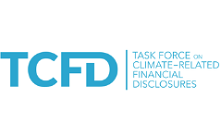 TCFD
TASK FORCE ON
CLIMATE-RELATED
FINANCIAL
DISCLOSURES